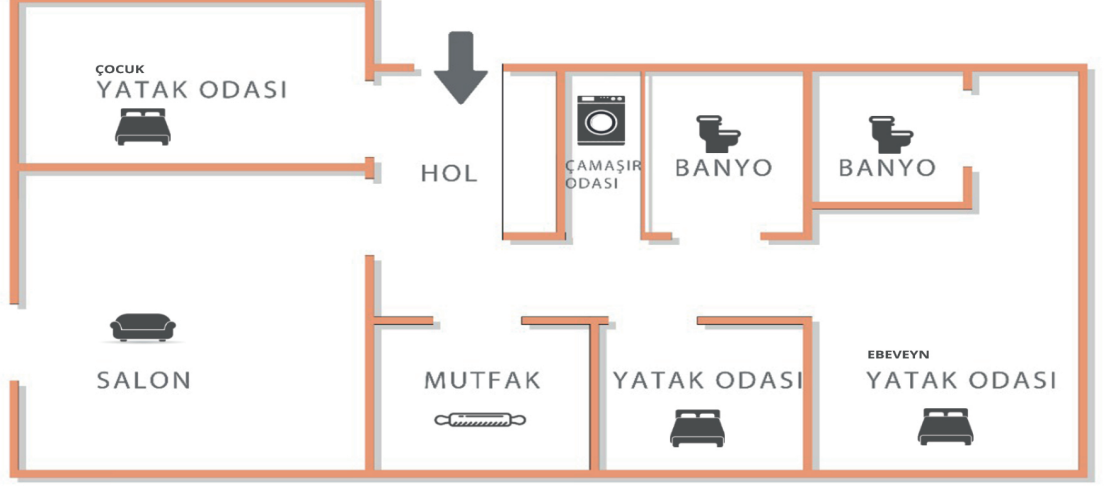 ÇOCUK
YATAK ODASI
HOL
ÇAMAŞIR
ODASI
BANYO
BANYO
SALON
MUTFAK
YATAK ODASI
EBEVEYN
YATAK ODASI